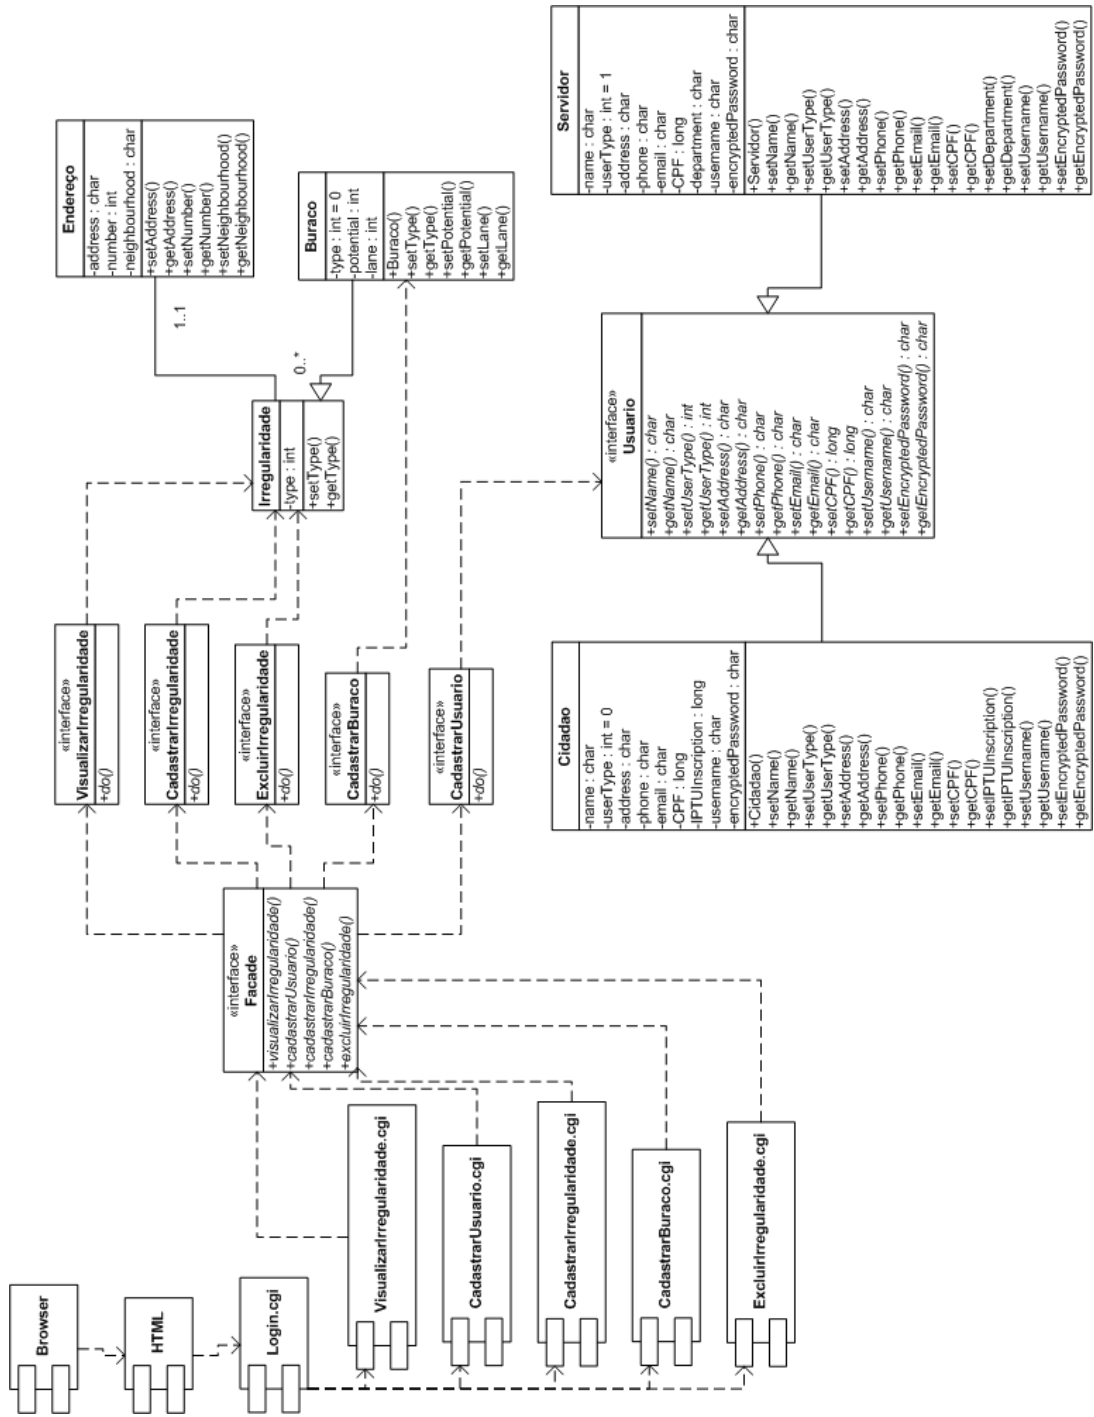 Browser
HTML
Login.cgi
VisualizarIrregularidade.cgi
CadastrarUsuario.cgi
CadastrarIrregularidade.cgi
CadastrarBuraco.cgi
ExcluirIrregularidade.cgi
«interface»
Facade
+visualizarIrregularidade()
+cadastrarUsuario()
+cadastrarIrregularidade()
+cadastrarBuraco()
+excluirIrregularidade()
«interface»
VisualizarIrregularidade
+do()
«interface»
CadastrarIrregularidade
+do()
«interface»
ExcluirIrregularidade
+do()
«interface»
CadastrarBuraco
+do()
«interface»
CadastrarUsuario
+do()
Irregularidade
-type : int
+setType()
+getType()
1..1
0..*
Endereço
-address : char
-number : int
-neighbourhood : char
+setAddress()
+getAddress()
+setNumber()
+getNumber()
+setNeighbourhood()
+getNeighbourhood()
Buraco
-type : int = 0
-potential : int
-lane : int
+Buraco()
+setType()
+getType()
+setPotential()
+getPotential()
+setLane()
+getLane()
Cidadao
-name : char
-userType : int = 0
-address : char
-phone : char
-email : char
-CPF : long
-IPTUInscription : long
-username : char
-encryptedPassword : char
+Cidadao()
+setName()
+getName()
+setUserType()
+getUserType()
+setAddress()
+getAddress()
+setPhone()
+getPhone()
+setEmail()
+getEmail()
+setCPF()
+getCPF()
+setIPTUInscription()
+getIPTUInscription()
+setUsername()
+getUsername()
+setEncryptedPassword()
+getEncryptedPassword()
«interface»
Usuario
+setName() : char
+getName() : char
+setUserType() : int
+getUserType() : int
+setAddress() : char
+getAddress() : char
+setPhone() : char
+getPhone() : char
+setEmail() : char
+getEmail() : char
+setCPF() : long
+getCPF() : long
+setUsername() : char
+getUsername() : char
+setEncryptedPassword() : char
+getEncryptedPassword() : char
Servidor
-name : char
-userType : int = 1
-address : char
-phone : char
-email : char
-CPF : long
-department : char
-username : char
-encryptedPassword : char
+Servidor()
+setName()
+getName()
+setUserType()
+getUserType()
+setAddress()
+getAddress()
+setPhone()
+getPhone()
+setEmail()
+getEmail()
+setCPF()
+getCPF()
+setDepartment()
+getDepartment()
+setUsername()
+getUsername()
+setEncryptedPassword()
+getEncryptedPassword()